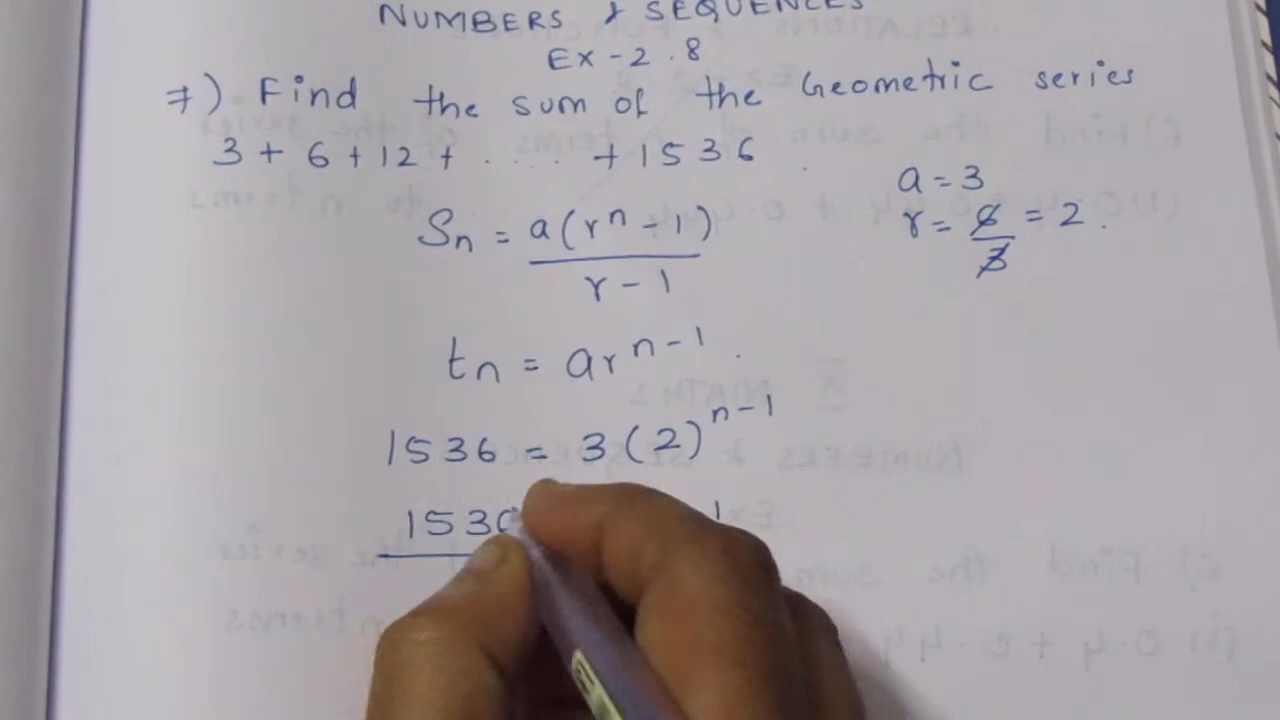 NUMBERS & SEQUENCES
Ex-2.8
7) Find the sum of the Geometric series
3 + 6 + 12 + .... + 1536
a = 3
r = 6/3 = 2.
Sn = a(r^n - 1) / r - 1
tn = ar^n-1.
1536 = 3(2)^n-1